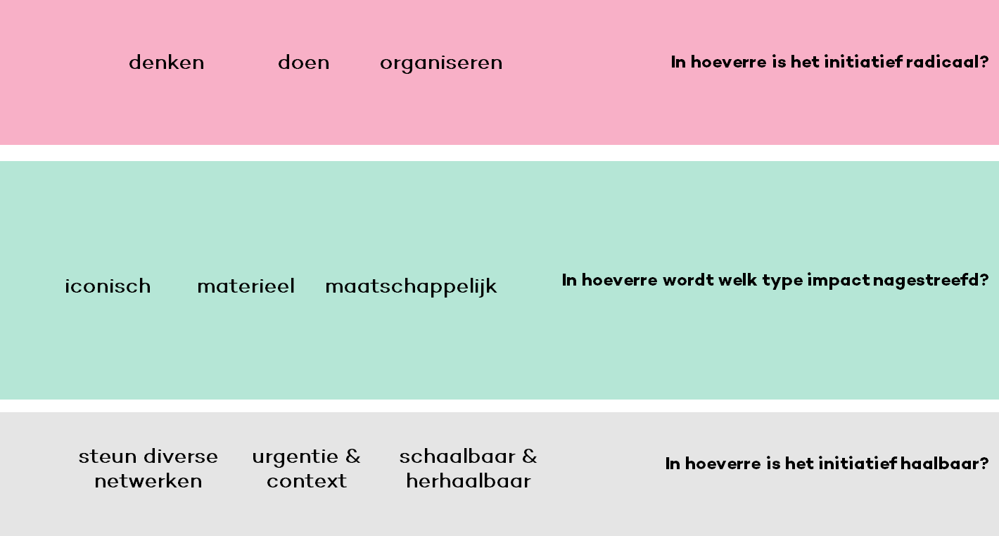 denken doen organiseren In hoeverre is het initiatief radicaal?
iconisch materieel maatschappelijk In hoeverre wordt welk type impact nagestreefd?
steun diverse
netwerken
urgentie &
context
schaalbaar &
herhaalbaar
In hoeverre is het initiatief haalbaar?